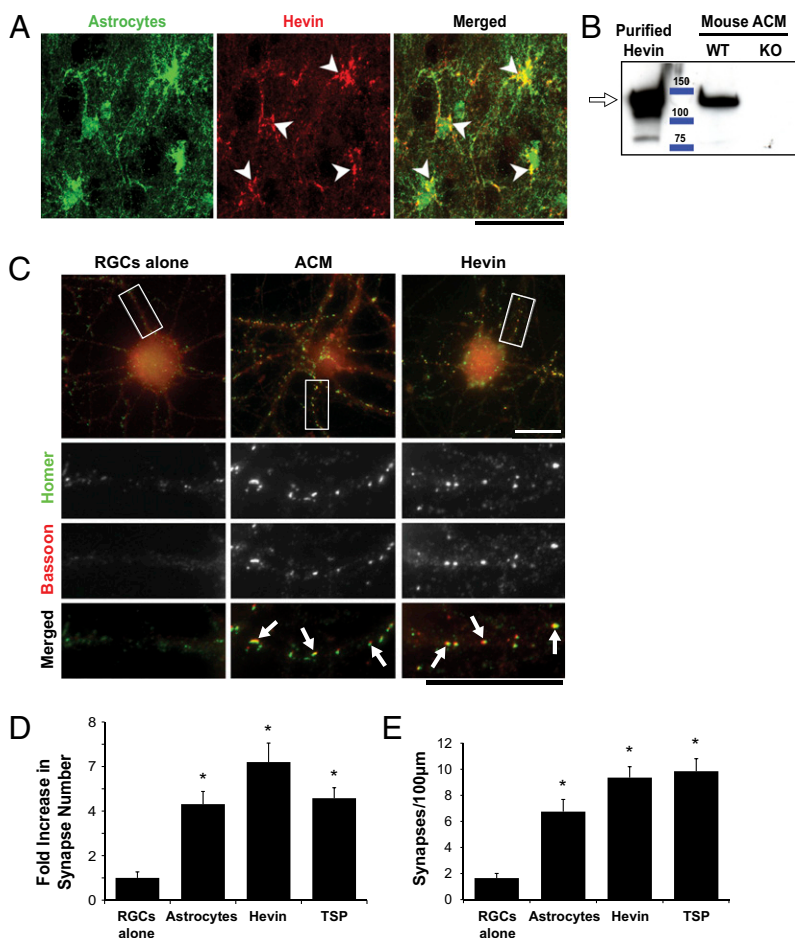 A
Astrocytes
Hevin
Merged
B
Purified
Hevin
Mouse ACM
WT
KO
150
100
75
C
RGCs alone
ACM
Hevin
Homer
Bassoon
Merged
D
Fold Increase in
Synapse Number
8
7
4
1
0
*
*
*
RGCs
alone
Astrocytes
Hevin
TSP
E
Synapses/100μm
12
10
8
6
4
2
0
*
*
*
RGCs
alone
Astrocytes
Hevin
TSP